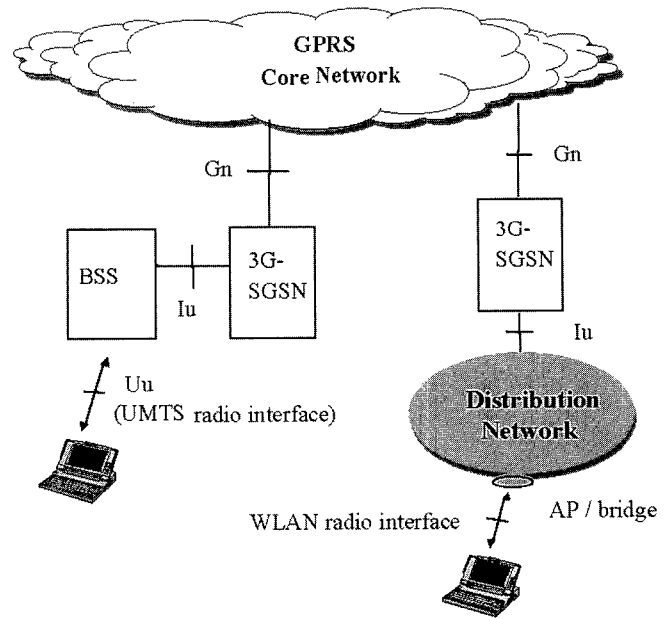 GPRS
Core Network
Gn
Gn
BSS
3G-
SGSN
3G-
SGSN
Iu
Iu
Uu
(UMTS radio interface)
Distribution
Network
WLAN radio interface
AP / bridge